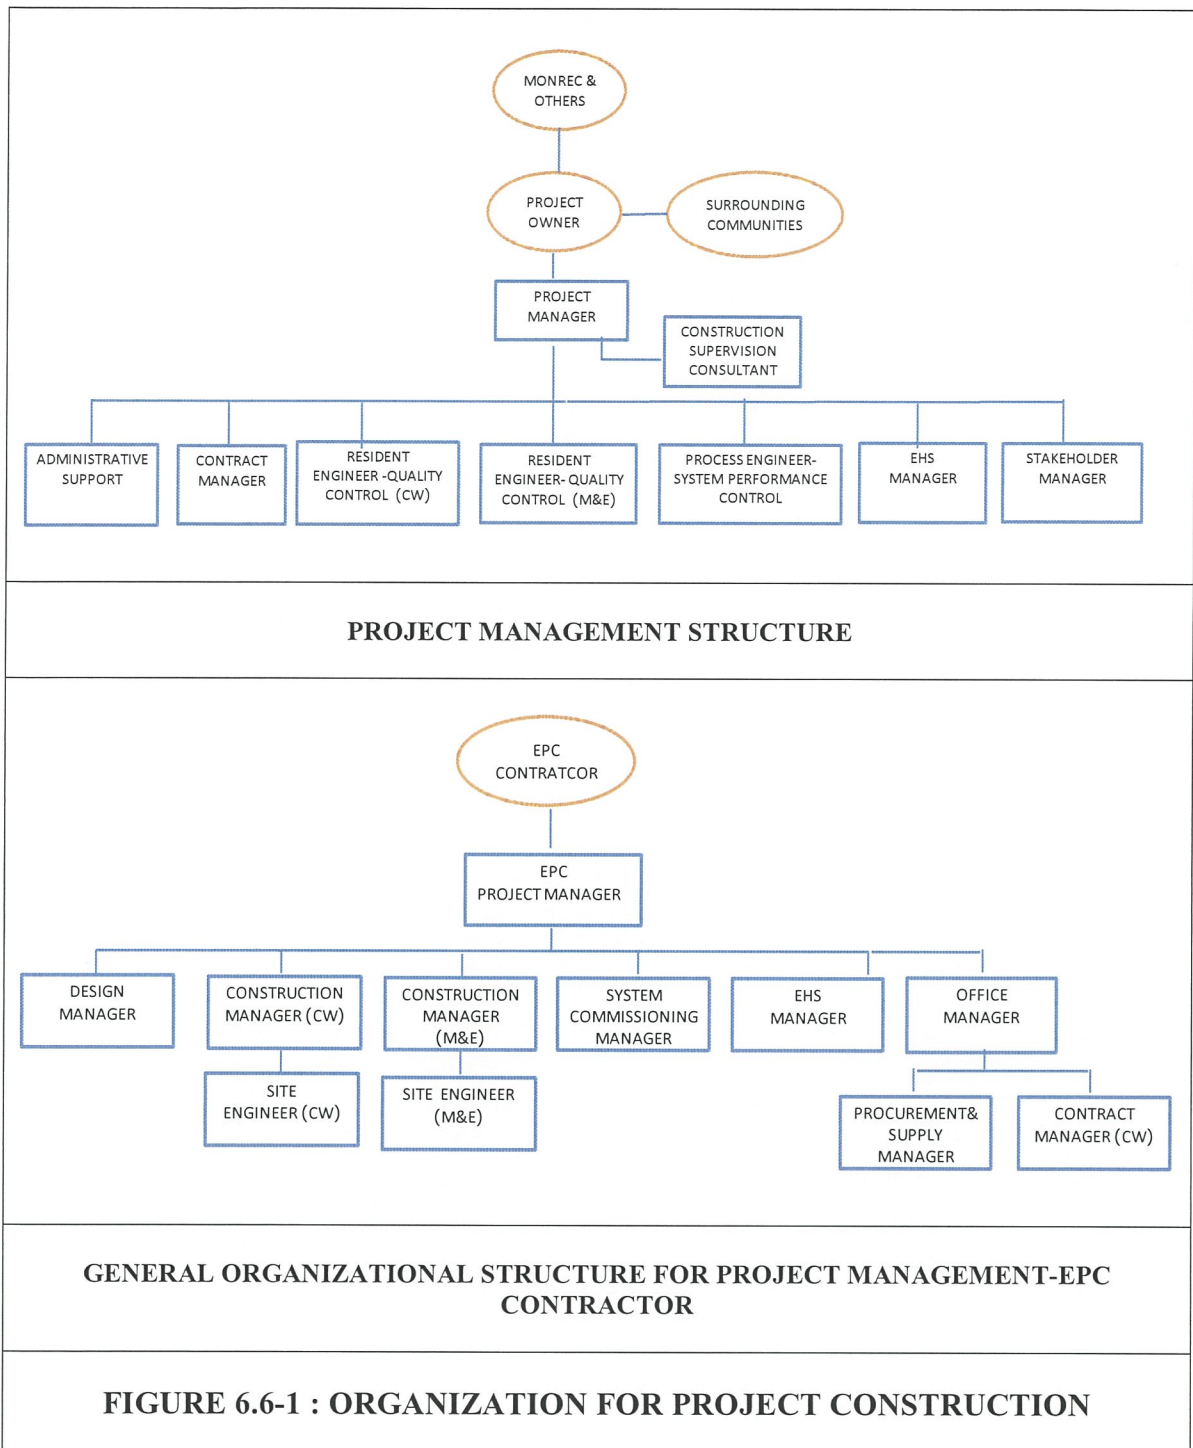 MONREC &
OTHERS
PROJECT
OWNER
SURROUNDING
COMMUNITIES
PROJECT
MANAGER
CONSTRUCTION
SUPERVISION
CONSULTANT
ADMINISTRATIVE
SUPPORT
CONTRACT
MANAGER
RESIDENT
ENGINEER -QUALITY
CONTROL (CW)
RESIDENT
ENGINEER- QUALITY
CONTROL (M&E)
PROCESS ENGINEER-
SYSTEM PERFORMANCE
CONTROL
EHS
MANAGER
STAKEHOLDER
MANAGER
PROJECT MANAGEMENT STRUCTURE
EPC
CONTRATCOR
EPC
PROJECT MANAGER
DESIGN
MANAGER
CONSTRUCTION
MANAGER (CW)
CONSTRUCTION
MANAGER
(M&E)
SYSTEM
COMMISSIONING
MANAGER
EHS
MANAGER
OFFICE
MANAGER
SITE
ENGINEER (CW)
SITE ENGINEER
(M&E)
PROCUREMENT&
SUPPLY
MANAGER
CONTRACT
MANAGER (CW)
GENERAL ORGANIZATIONAL STRUCTURE FOR PROJECT MANAGEMENT-EPC
CONTRACTOR
FIGURE 6.6-1 : ORGANIZATION FOR PROJECT CONSTRUCTION